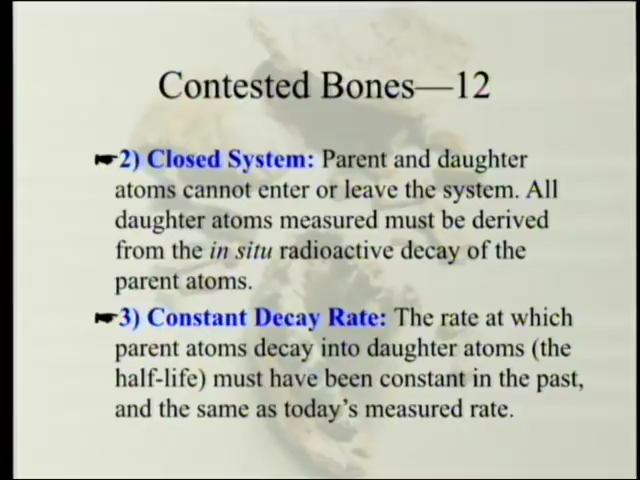 Contested Bones—12
☛2) Closed System: Parent and daughter
atoms cannot enter or leave the system. All
daughter atoms measured must be derived
from the in situ radioactive decay of the
parent atoms.
☛3) Constant Decay Rate: The rate at which
parent atoms decay into daughter atoms (the
half-life) must have been constant in the past,
and the same as today’s measured rate.